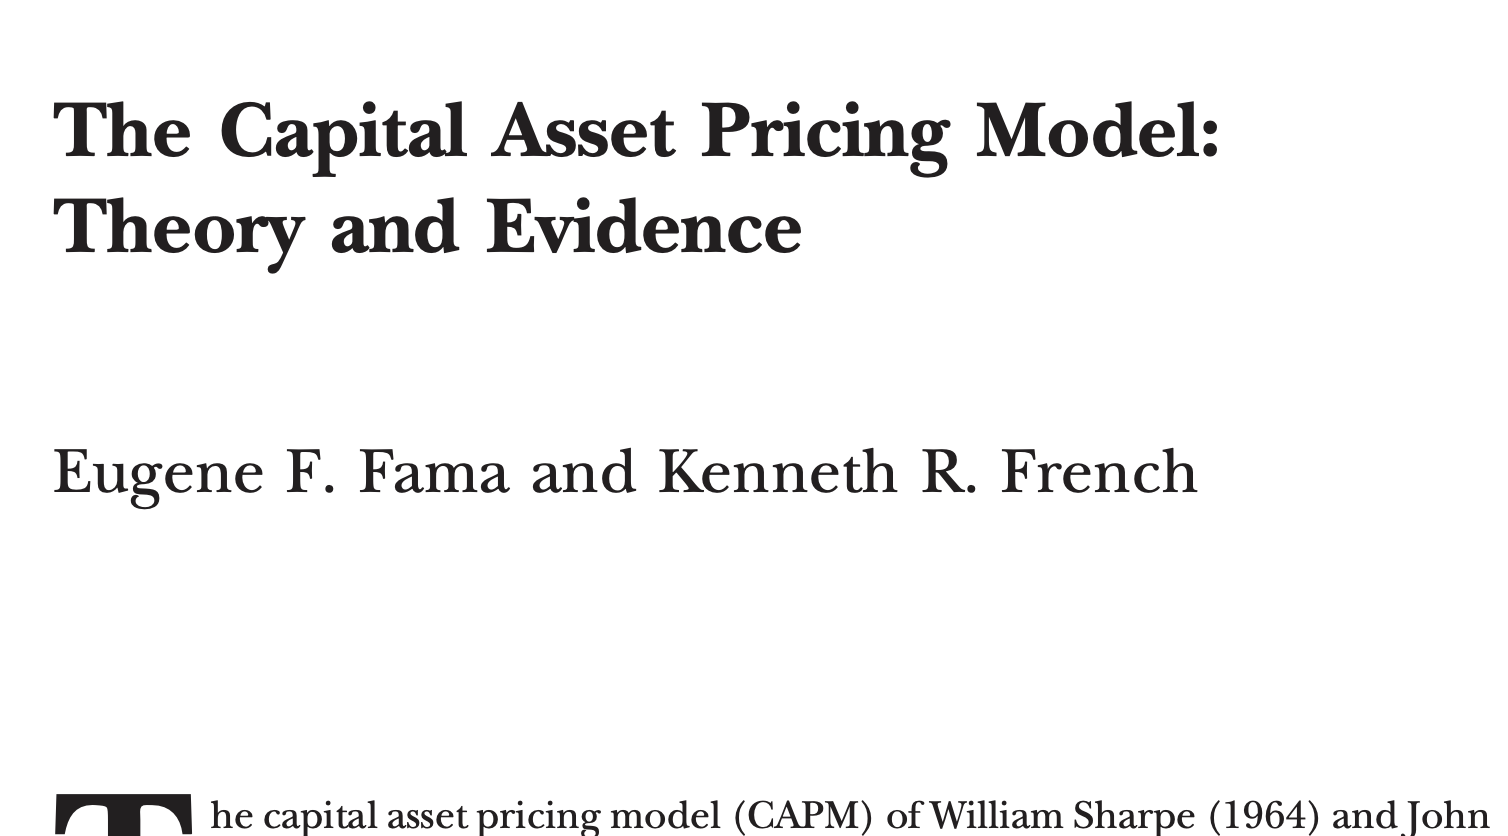 The Capital Asset Pricing Model:
Theory and Evidence
Eugene F. Fama and Kenneth R. French
The capital asset pricing model (CAPM) of William Sharpe (1964) and John